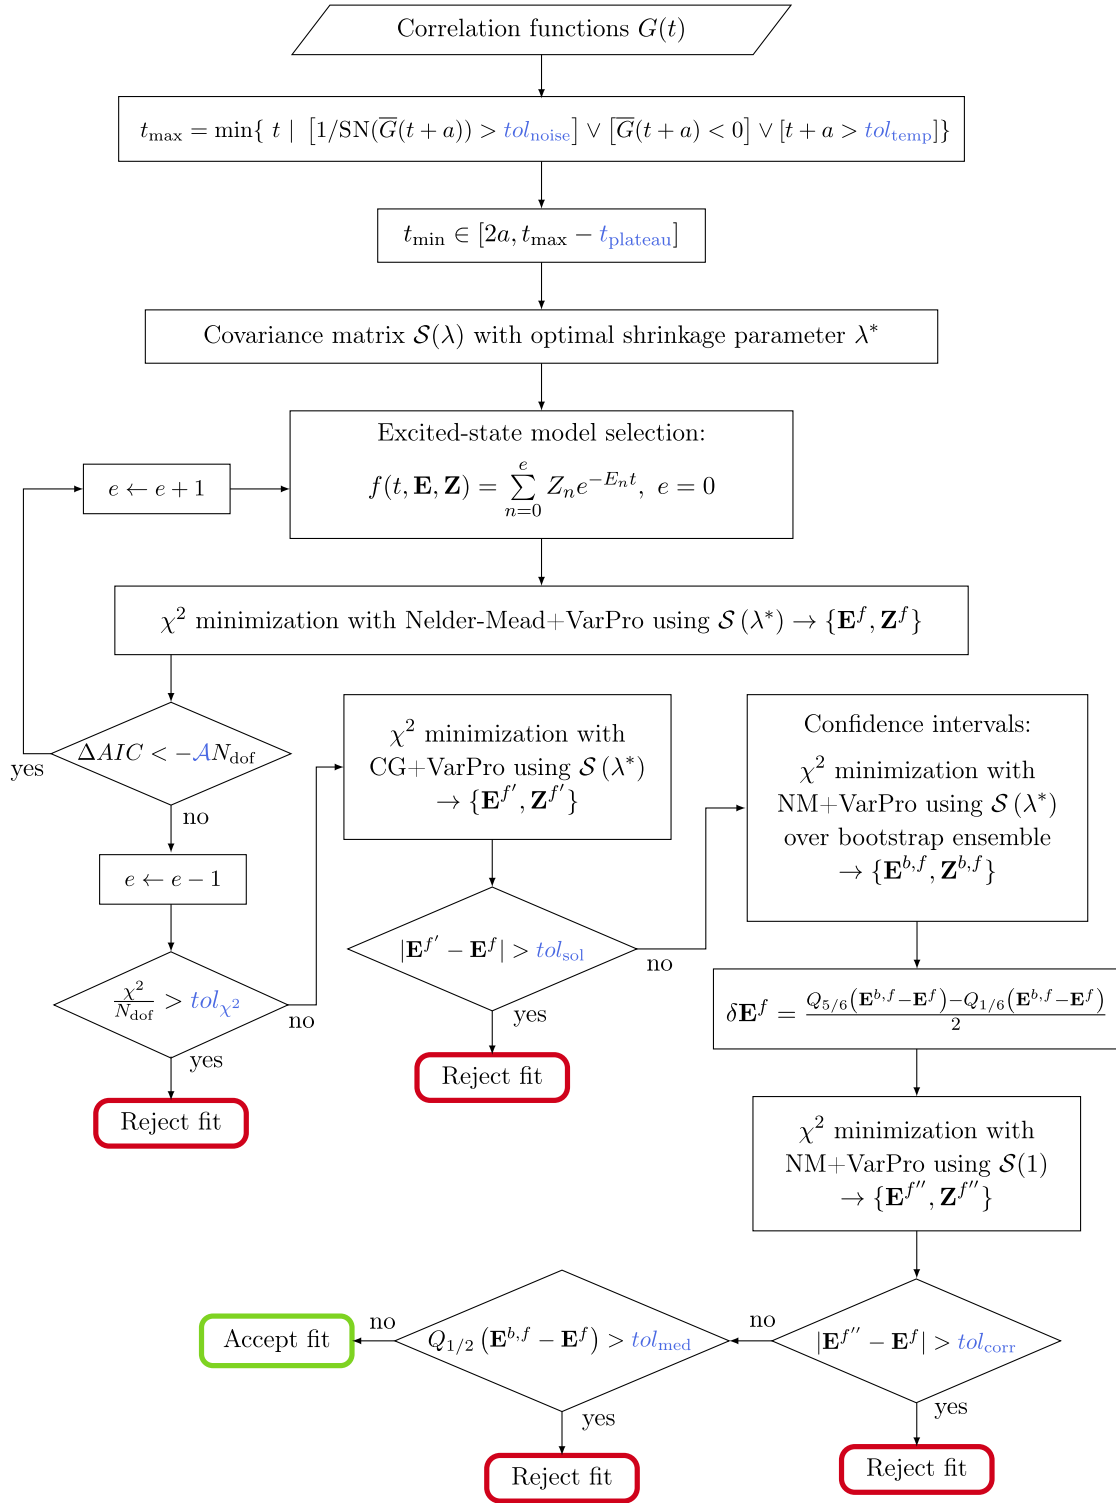 Correlation functions G(t)
t_max = min{ t | [1/SN(G̅(t + a)) > tol_noise] ∨ [G̅(t + a) < 0] ∨ [t + a > tol_temp]}
t_min ∈ [2a, t_max − t_plateau]
Covariance matrix 𝒮(λ) with optimal shrinkage parameter λ*
Excited-state model selection:
f(t, E, Z) = ∑_{n=0}^{e} Z_n e^{−E_n t}, e = 0
e ← e + 1
χ² minimization with Nelder-Mead+VarPro using 𝒮 (λ*) → {E^f, Z^f}
ΔAIC < −𝒜N_dof
yes
no
e ← e − 1
χ²/N_dof > tol_χ²
no
yes
Reject fit
χ² minimization with
CG+VarPro using 𝒮 (λ*)
→ {E^{f′}, Z^{f′}}
|E^{f′} − E^f| > tol_sol
no
yes
Reject fit
Confidence intervals:
χ² minimization with
NM+VarPro using 𝒮 (λ*)
over bootstrap ensemble
→ {E^{b,f}, Z^{b,f}}
δE^f = (Q_{5/6}(E^{b,f}−E^f)−Q_{1/6}(E^{b,f}−E^f))/2
χ² minimization with
NM+VarPro using 𝒮(1)
→ {E^{f′′}, Z^{f′′}}
|E^{f′′} − E^f| > tol_corr
no
yes
Reject fit
Q_{1/2} (E^{b,f} − E^f) > tol_med
no
yes
Reject fit
Accept fit